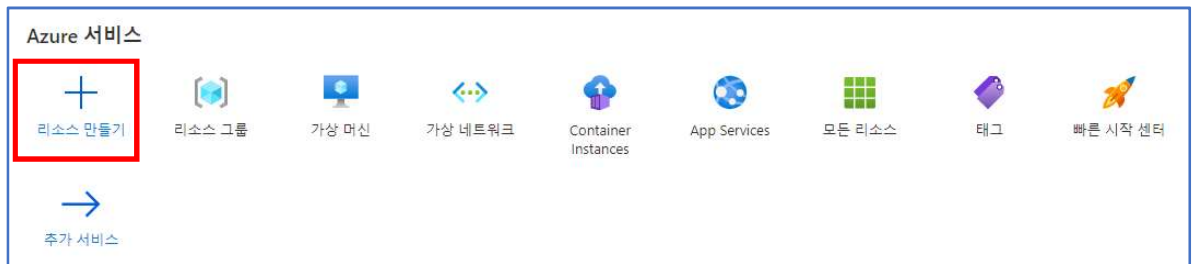 Azure 서비스
리소스 만들기
리소스 그룹
가상 머신
가상 네트워크
Container
Instances
App Services
모든 리소스
태그
빠른 시작 센터
추가 서비스